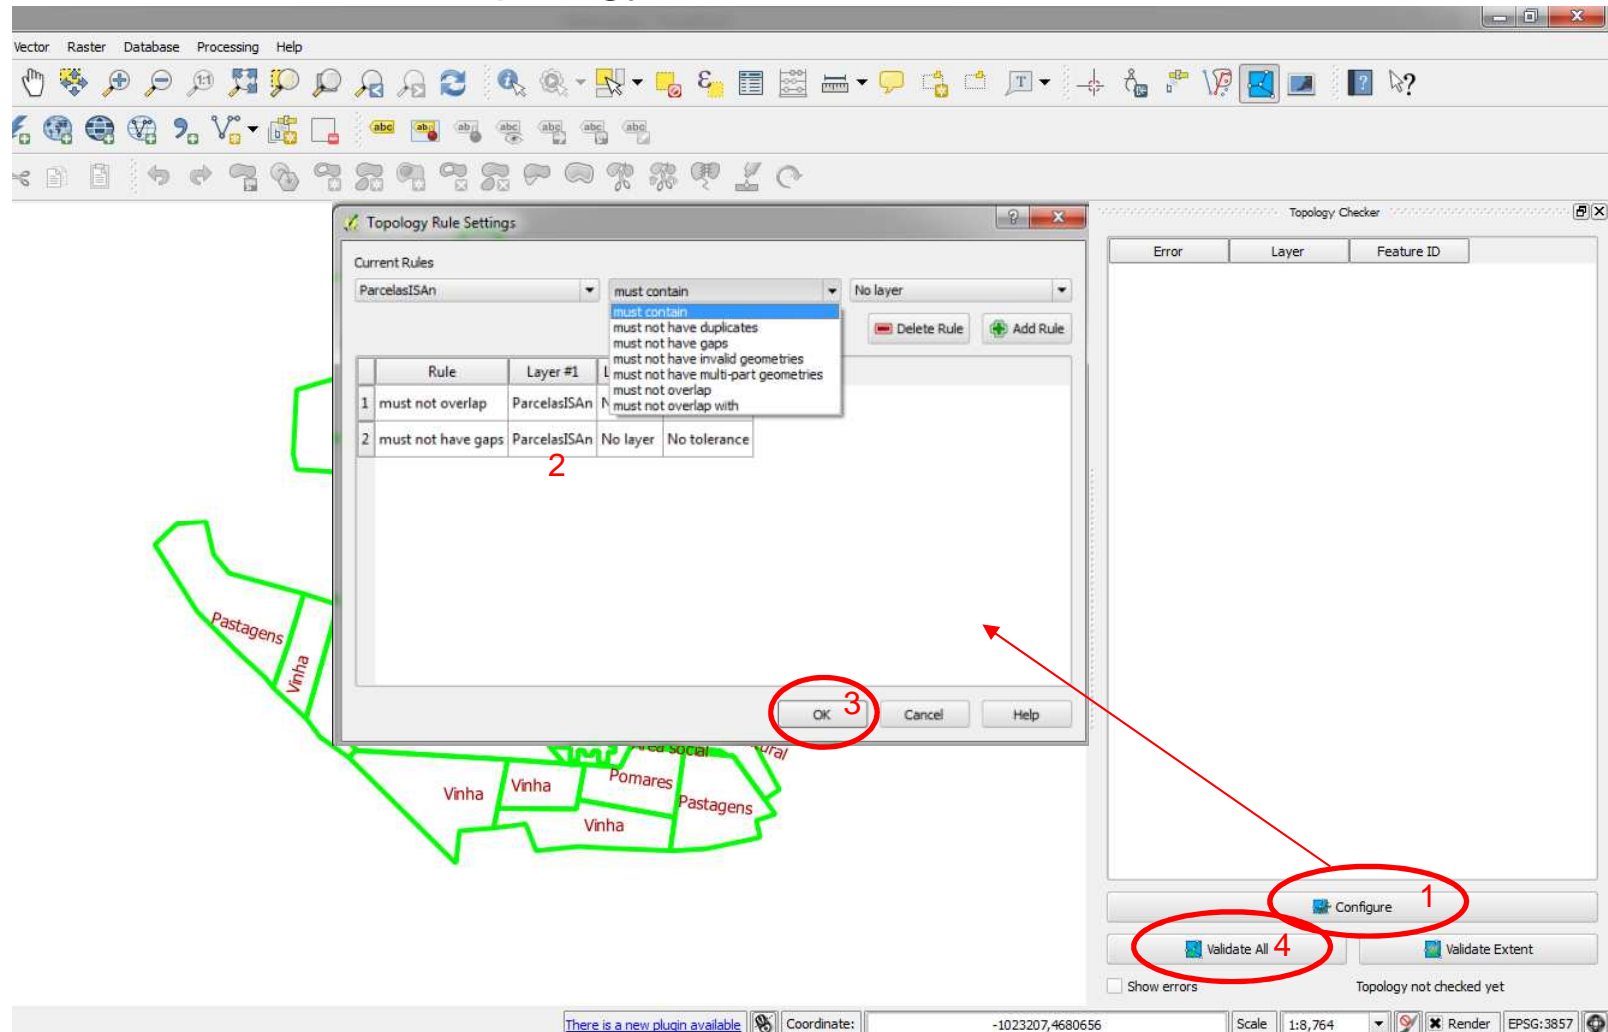 Vector Raster Database Processing Help
Topology Rule Settings
Current Rules
ParcelasISAn must contain No layer
must contain
must not have duplicates
must not have gaps
must not have invalid geometries
must not have multi-part geometries
must not overlap
must not overlap with
Delete Rule Add Rule
Rule Layer #1 L
1 must not overlap ParcelasISAn N
2 must not have gaps ParcelasISAn No layer No tolerance
2
OK 3 Cancel Help
Topology Checker
Error Layer Feature ID
Configure 1
Validate All 4 Validate Extent
Show errors Topology not checked yet
Pastagens
Vinha
Area social
Vinha
Vinha
Pomares
Pastagens
Vinha
There is a new plugin available Coordinate: -1023207,4680656 Scale 1:8,764 Render EPSG:3857